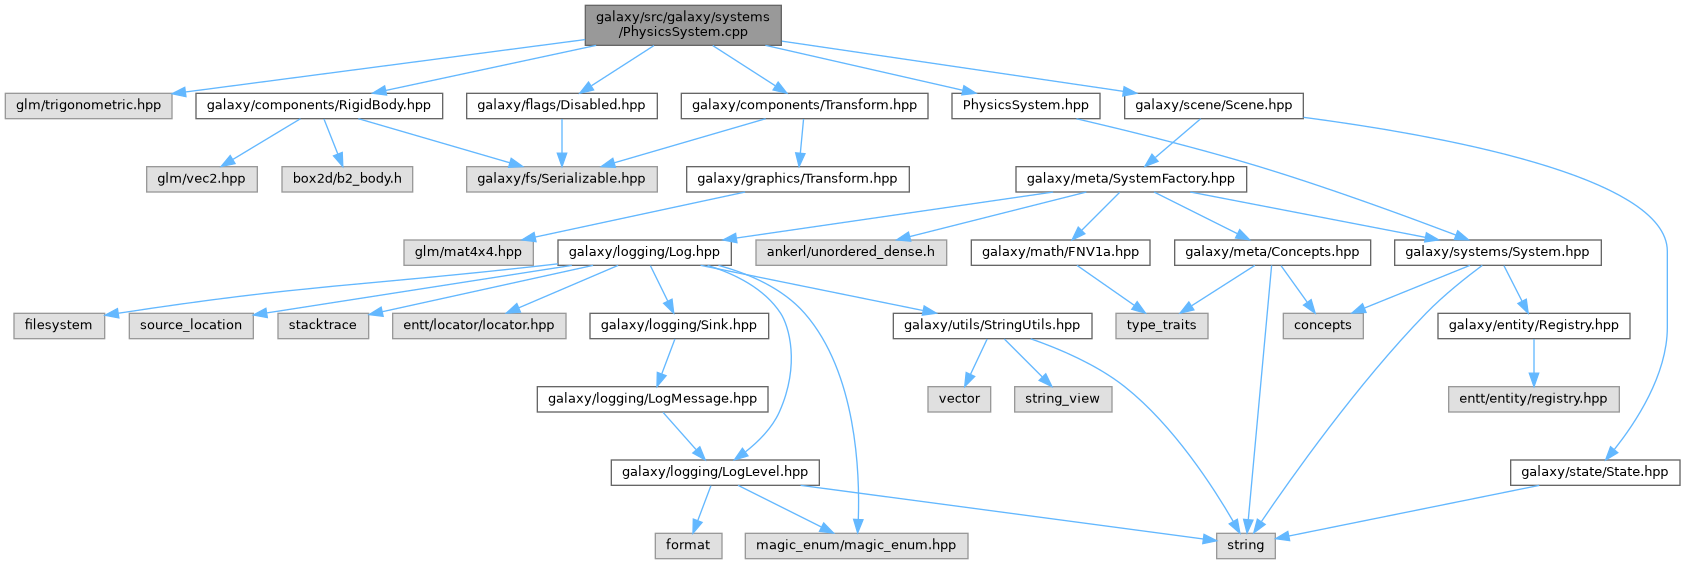 galaxy/src/galaxy/systems
/PhysicsSystem.cpp
glm/trigonometric.hpp
galaxy/components/RigidBody.hpp
galaxy/flags/Disabled.hpp
galaxy/components/Transform.hpp
PhysicsSystem.hpp
galaxy/scene/Scene.hpp
glm/vec2.hpp
box2d/b2_body.h
galaxy/fs/Serializable.hpp
galaxy/graphics/Transform.hpp
galaxy/meta/SystemFactory.hpp
glm/mat4x4.hpp
galaxy/logging/Log.hpp
ankerl/unordered_dense.h
galaxy/math/FNV1a.hpp
galaxy/meta/Concepts.hpp
galaxy/systems/System.hpp
filesystem
source_location
stacktrace
entt/locator/locator.hpp
galaxy/logging/Sink.hpp
galaxy/utils/StringUtils.hpp
type_traits
concepts
galaxy/entity/Registry.hpp
galaxy/logging/LogMessage.hpp
vector
string_view
entt/entity/registry.hpp
galaxy/logging/LogLevel.hpp
galaxy/state/State.hpp
format
magic_enum/magic_enum.hpp
string